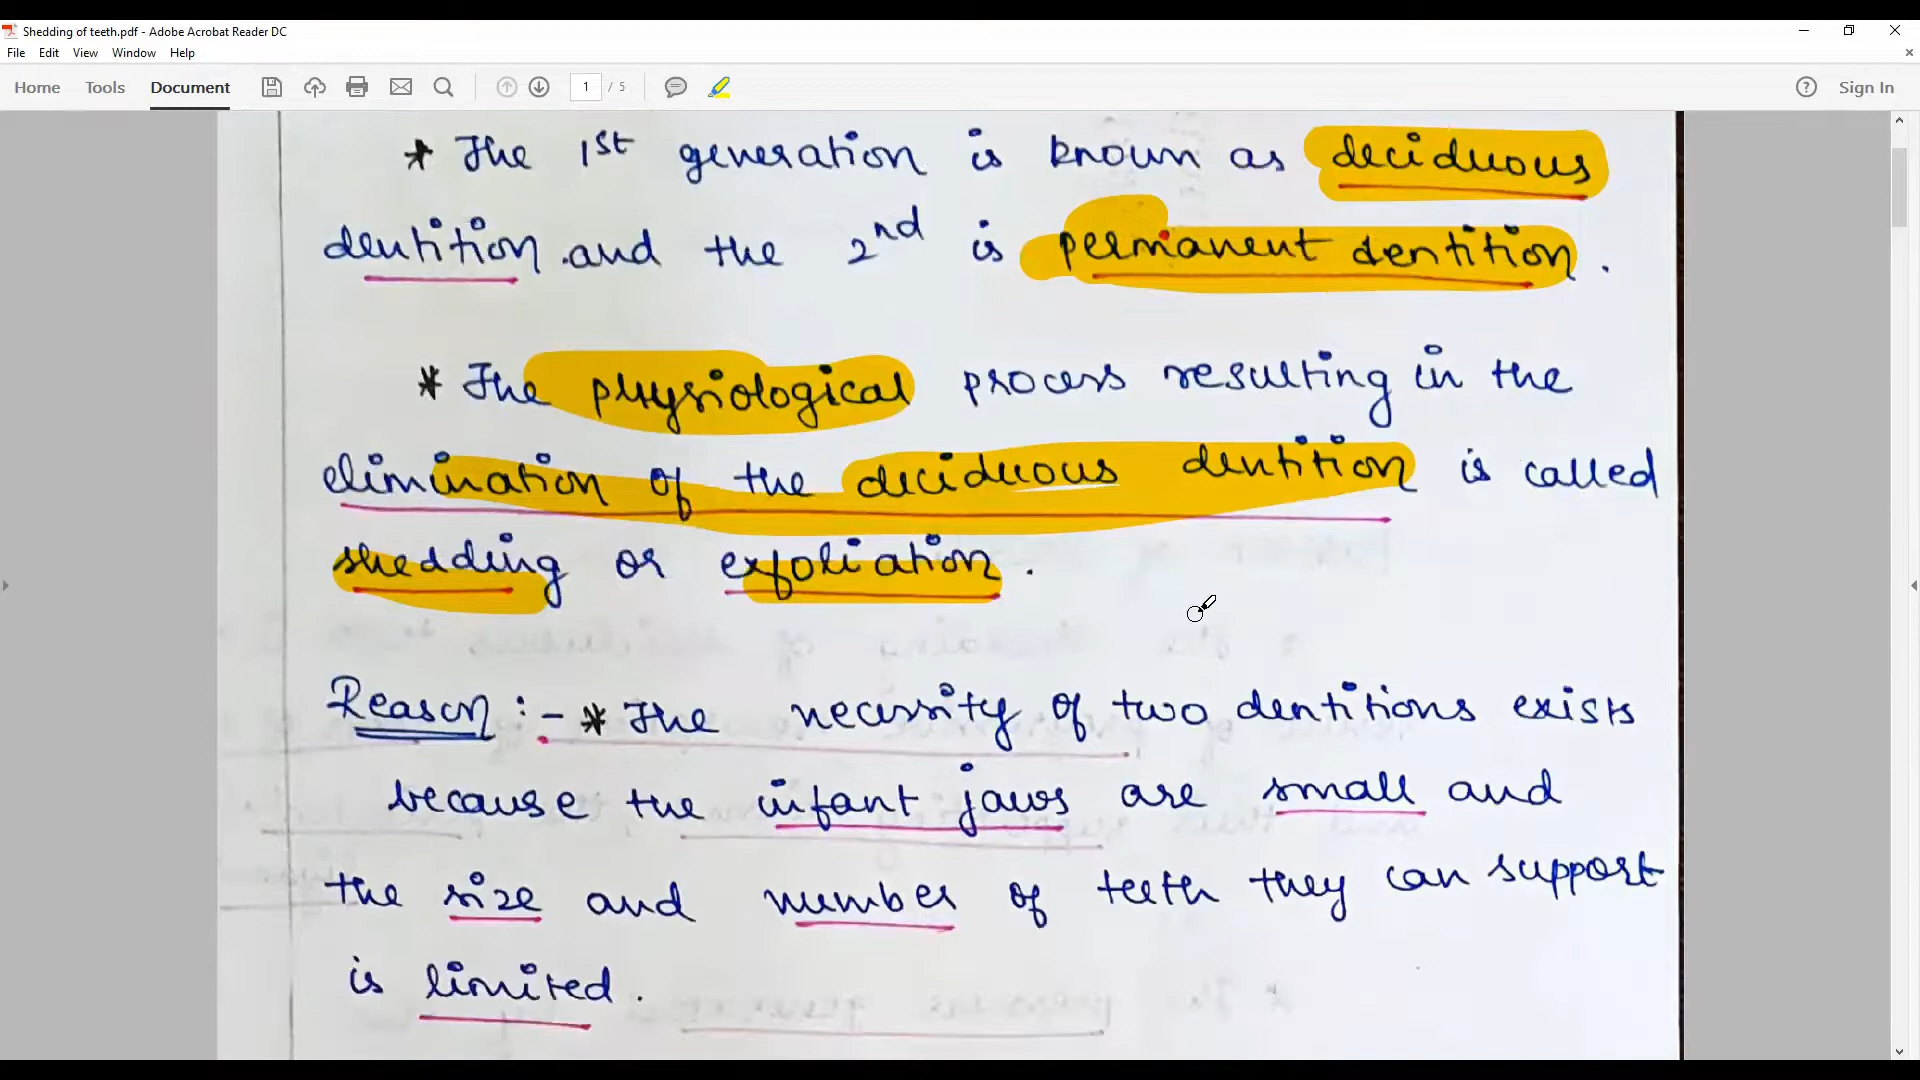 Shedding of teeth.pdf - Adobe Acrobat Reader DC
File Edit View Window Help
Home Tools Document 1 / 5 Sign In
* The 1st generation is known as deciduous
dentition and the 2nd is permanent dentition.
* The physiological process resulting in the
elimination of the deciduous dentition is called
shedding or exfoliation.
Reason :- * The necessity of two dentitions exists
because the infant jaws are small and
the size and number of teeth they can support
is limited.